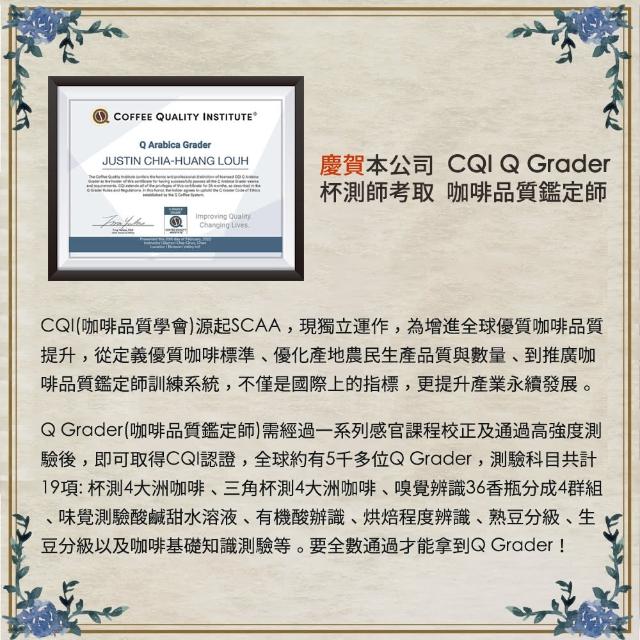 COFFEE QUALITY INSTITUTE®
Q Arabica Grader
JUSTIN CHIA-HUANG LOUH
Improving Quality.
Changing Lives.
慶賀本公司 CQI Q Grader
杯測師考取 咖啡品質鑑定師
CQI(咖啡品質學會)源起SCAA，現獨立運作，為增進全球優質咖啡品質
提升，從定義優質咖啡標準、優化產地農民生產品質與數量、到推廣咖
啡品質鑑定師訓練系統，不僅是國際上的指標，更提升產業永續發展。
Q Grader(咖啡品質鑑定師)需經過一系列感官課程校正及通過高強度測
驗後，即可取得CQI認證，全球約有5千多位Q Grader，測驗科目共計
19項: 杯測4大洲咖啡、三角杯測4大洲咖啡、嗅覺辨識36香瓶分成4群組
、味覺測驗酸鹹甜水溶液、有機酸辦識、烘焙程度辨識、熟豆分級、生
豆分級以及咖啡基礎知識測驗等。要全數通過才能拿到Q Grader！